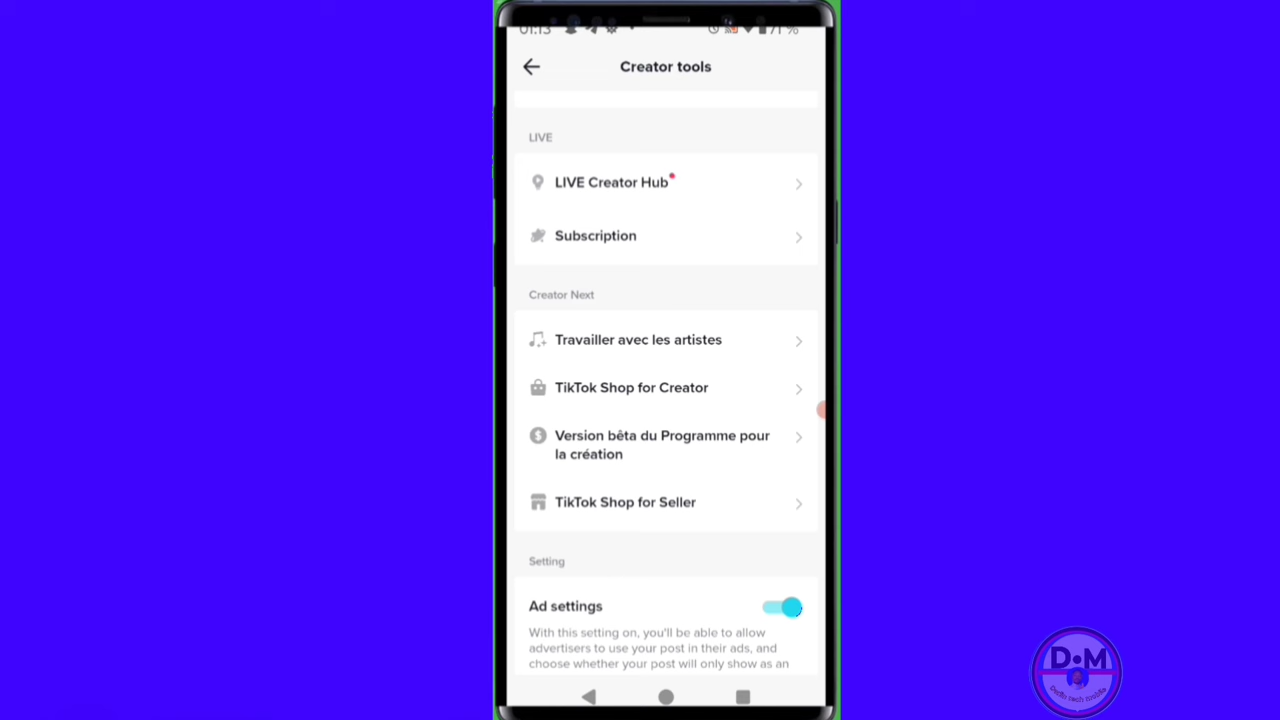 01:13 71 %
Creator tools
LIVE
LIVE Creator Hub
Subscription
Creator Next
Travailler avec les artistes
TikTok Shop for Creator
Version bêta du Programme pour
la création
TikTok Shop for Seller
Setting
Ad settings
With this setting on, you'll be able to allow
advertisers to use your post in their ads, and
choose whether your post will only show as an
D•M